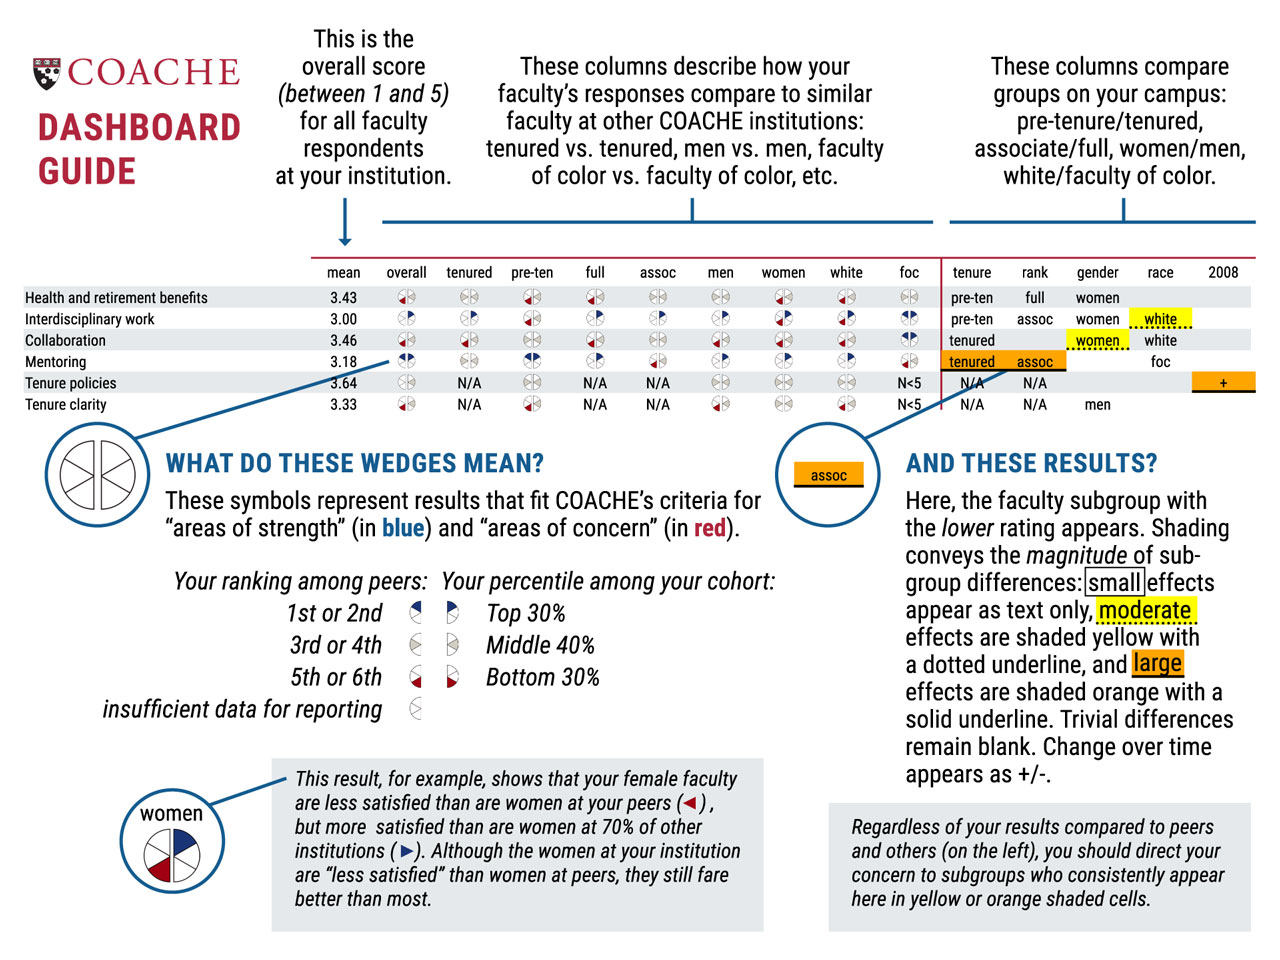 COACHE
DASHBOARD
GUIDE
This is the
overall score
(between 1 and 5)
for all faculty
respondents
at your institution.
These columns describe how your
faculty's responses compare to similar
faculty at other COACHE institutions:
tenured vs. tenured, men vs. men, faculty
of color vs. faculty of color, etc.
These columns compare
groups on your campus:
pre-tenure/tenured,
associate/full, women/men,
white/faculty of color.
mean overall tenured pre-ten full assoc men women white foc tenure rank gender race 2008
Health and retirement benefits 3.43 pre-ten full women
Interdisciplinary work 3.00 pre-ten assoc women white
Collaboration 3.46 tenured women white
Mentoring 3.18 tenured assoc foc
Tenure policies 3.64 N/A N/A N/A N<5 N/A N/A +
Tenure clarity 3.33 N/A N/A N/A N<5 N/A N/A men
WHAT DO THESE WEDGES MEAN?
These symbols represent results that fit COACHE's criteria for
“areas of strength” (in blue) and “areas of concern” (in red).
Your ranking among peers: Your percentile among your cohort:
1st or 2nd Top 30%
3rd or 4th Middle 40%
5th or 6th Bottom 30%
insufficient data for reporting
women
This result, for example, shows that your female faculty
are less satisfied than are women at your peers (◀) ,
but more satisfied than are women at 70% of other
institutions (▶). Although the women at your institution
are “less satisfied” than women at peers, they still fare
better than most.
assoc
AND THESE RESULTS?
Here, the faculty subgroup with
the lower rating appears. Shading
conveys the magnitude of sub-
group differences: small effects
appear as text only, moderate
effects are shaded yellow with
a dotted underline, and large
effects are shaded orange with a
solid underline. Trivial differences
remain blank. Change over time
appears as +/-.
Regardless of your results compared to peers
and others (on the left), you should direct your
concern to subgroups who consistently appear
here in yellow or orange shaded cells.